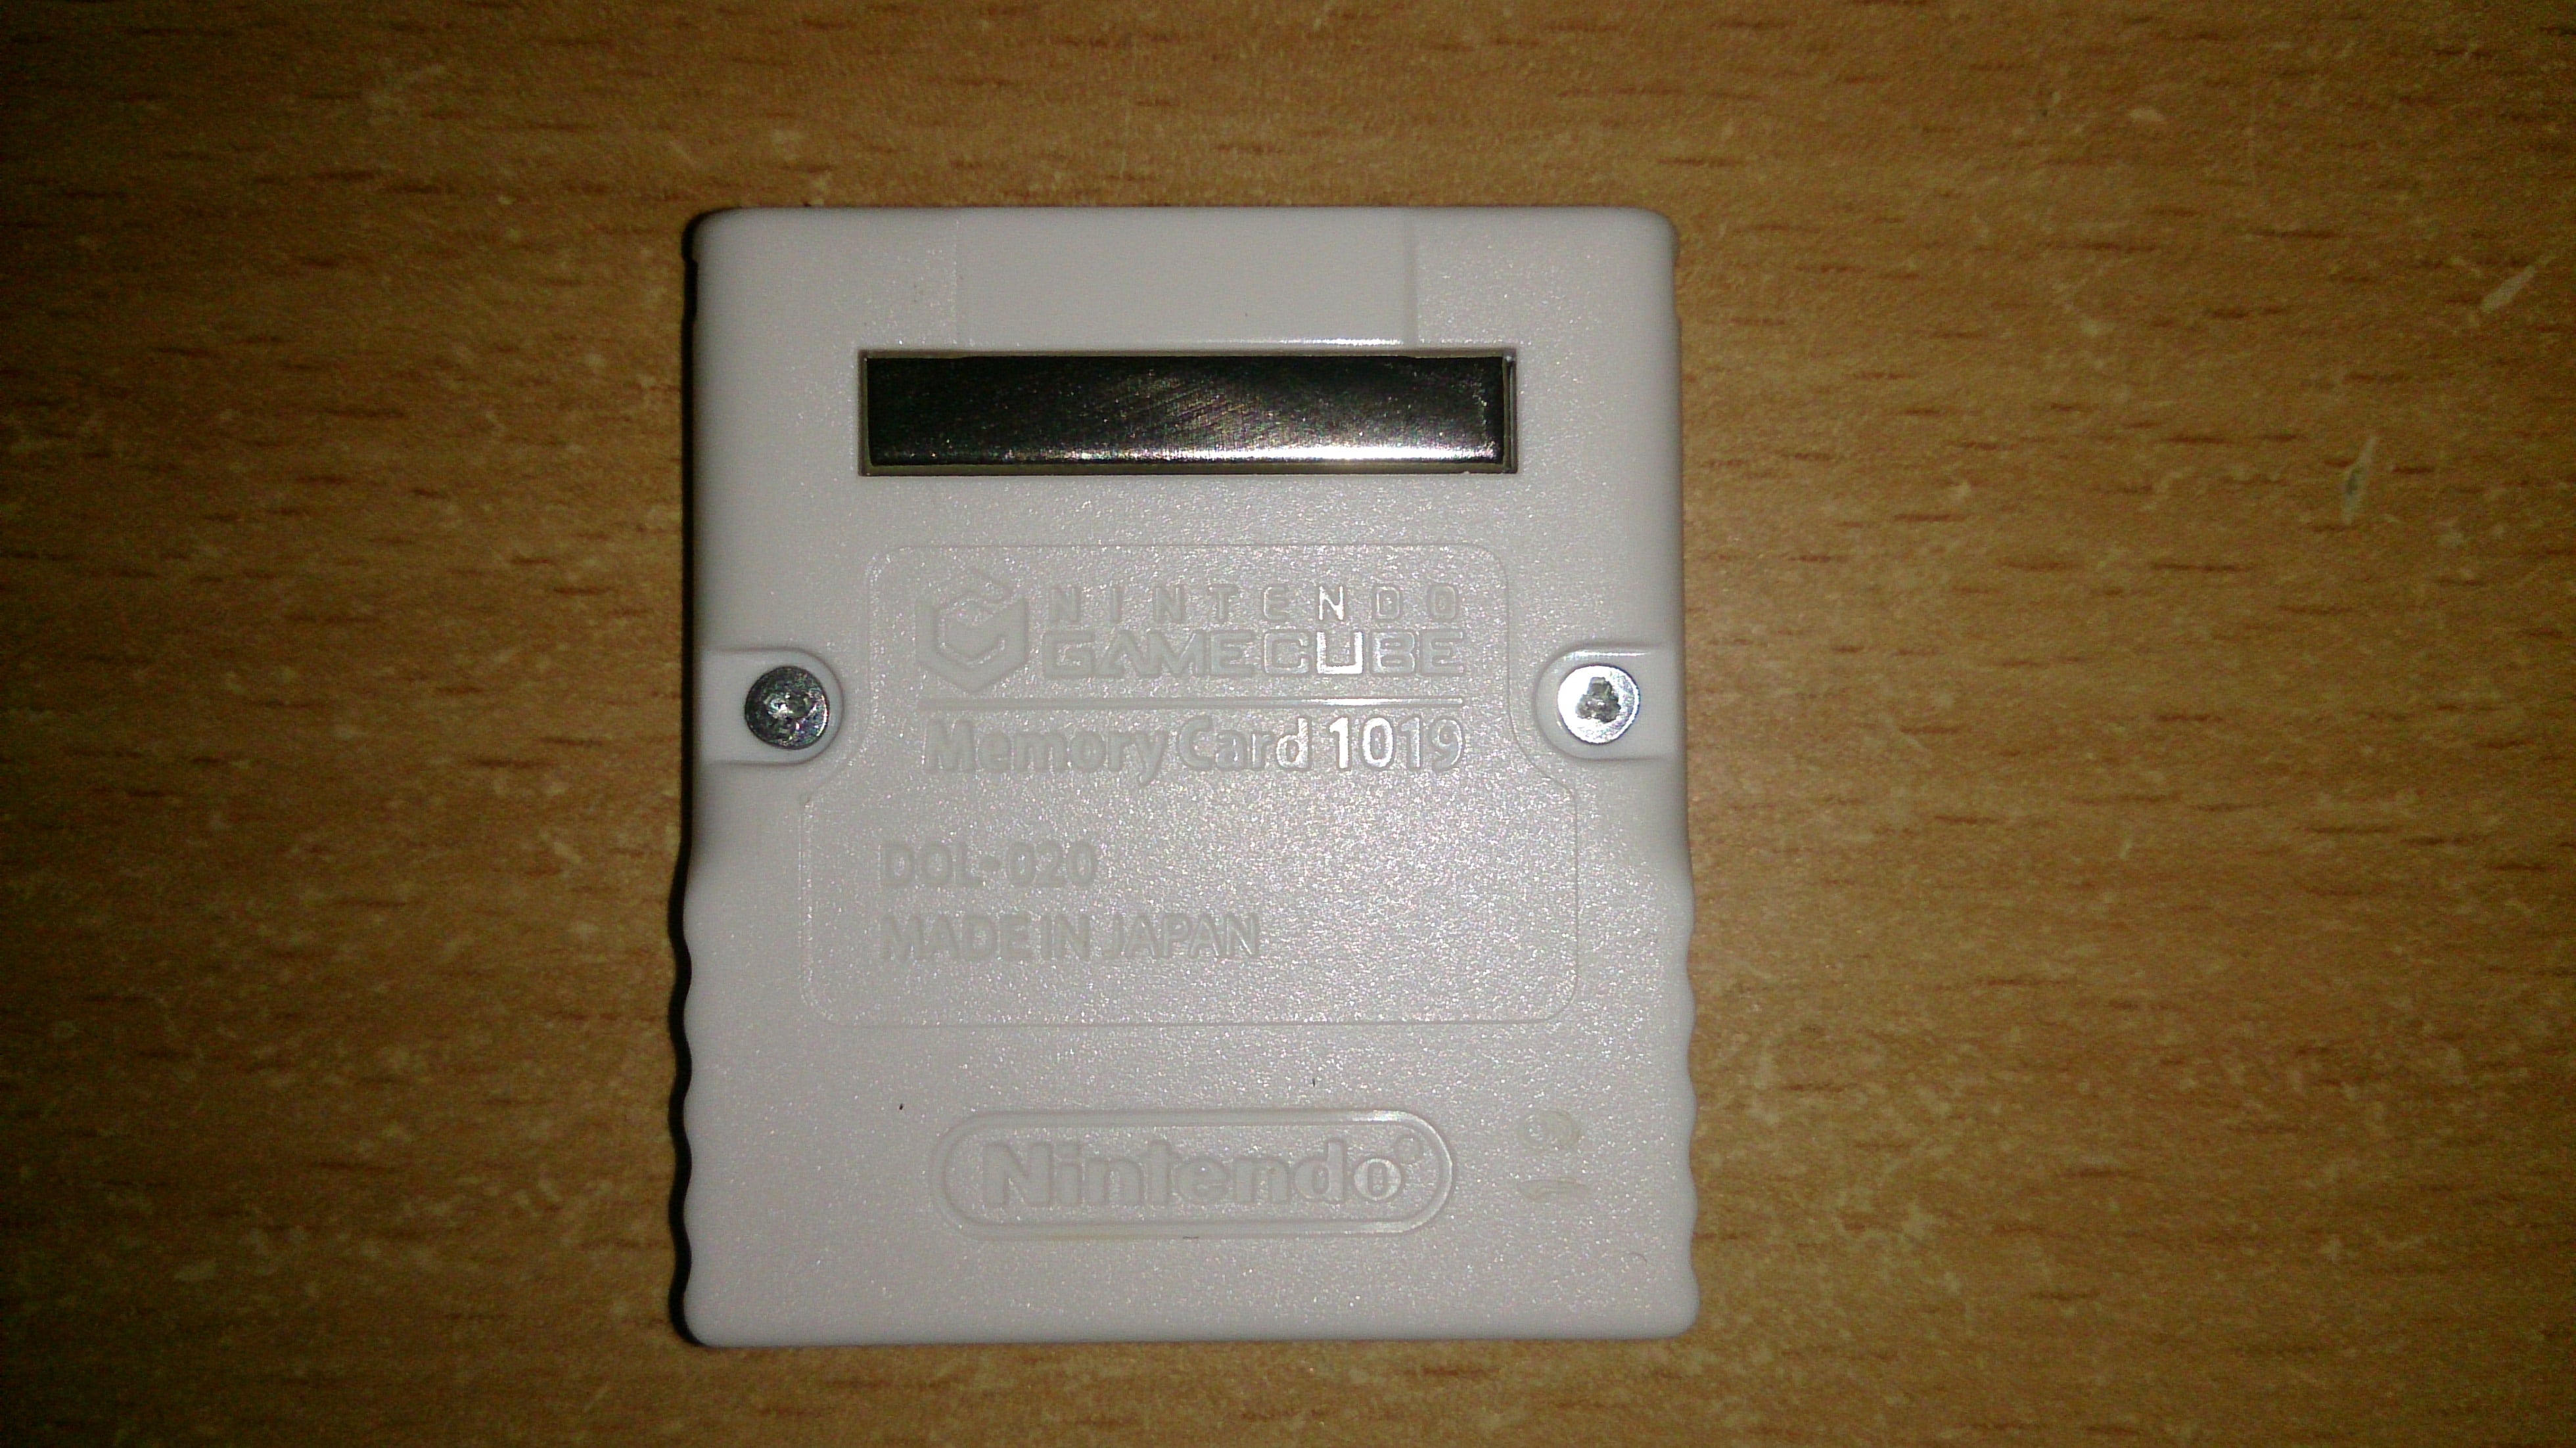 NINTENDO
GAMECUBE
Memory Card 1019
DOL-020
MADE IN JAPAN
Nintendo®